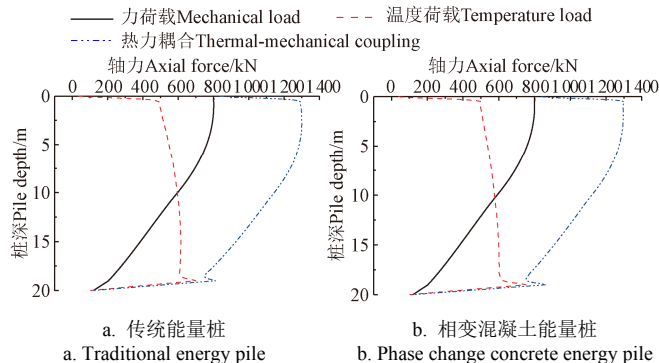 力荷载Mechanical load 温度荷载Temperature load
热力耦合Thermal-mechanical coupling
轴力Axial force/kN
0 200 400 600 800 1000 1200 1 400
桩深Pile depth/m
0
5
10
15
20
a. 传统能量桩
a. Traditional energy pile
轴力Axial force/kN
0 200 400 600 800 1000 1200 1 400
桩深Pile depth/m
0
5
10
15
20
b. 相变混凝土能量桩
b. Phase change concrete energy pile